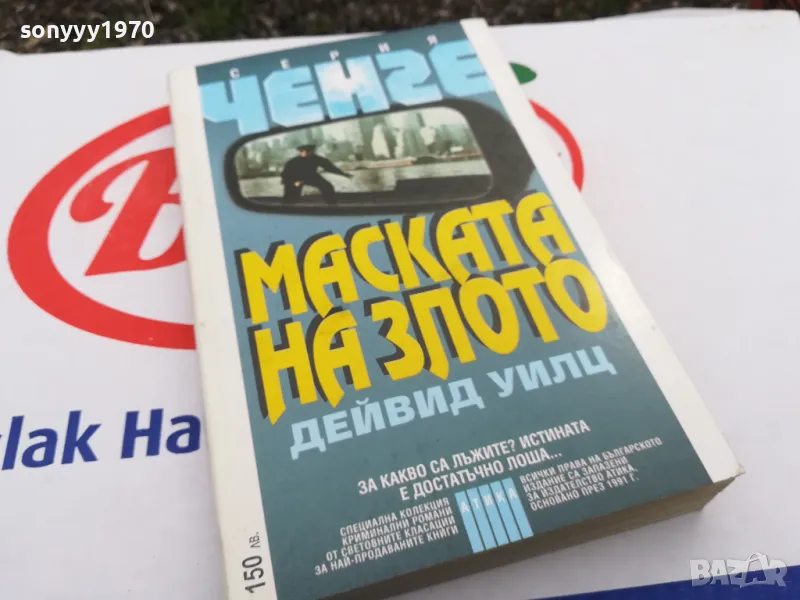 sonyyy1970
СЕРИЯ
ЧЕНГЕ
МАСКАТА
НА ЗЛОТО
ДЕЙВИД УИЛЦ
ЗА КАКВО СА ЛЪЖИТЕ? ИСТИНАТА
Е ДОСТАТЪЧНО ЛОША...
СПЕЦИАЛНА КОЛЕКЦИЯ
КРИМИНАЛНИ РОМАНИ
ОТ СВЕТОВНИТЕ КЛАСАЦИИ
ЗА НАЙ-ПРОДАВАНИТЕ КНИГИ
АТИКА
ВСИЧКИ ПРАВА НА БЪЛГАРСКОТО
ИЗДАНИЕ СА ЗАПАЗЕНИ
ЗА ИЗДАТЕЛСТВО АТИКА,
ОСНОВАНО ПРЕЗ 1991 Г.
150 лв.
lak Ha
BAZAR